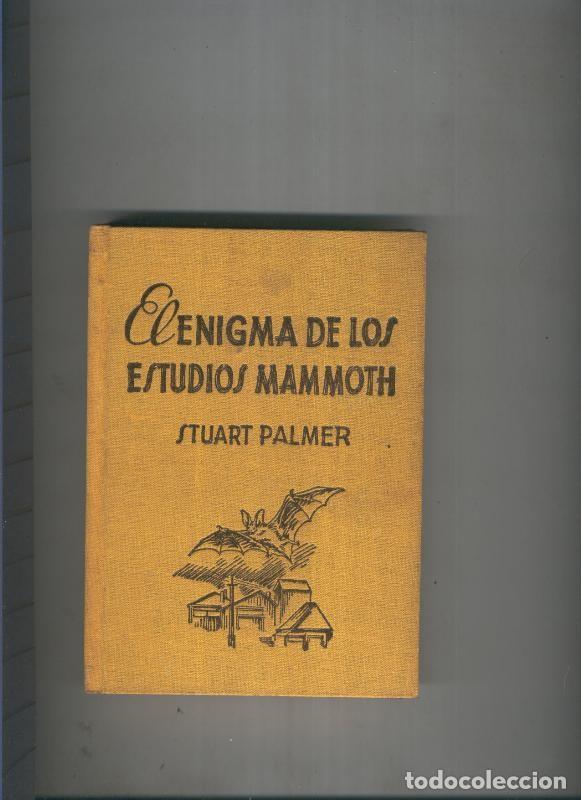 El ENIGMA DE LOS
ESTUDIOS MAMMOTH
STUART PALMER
todocoleccion